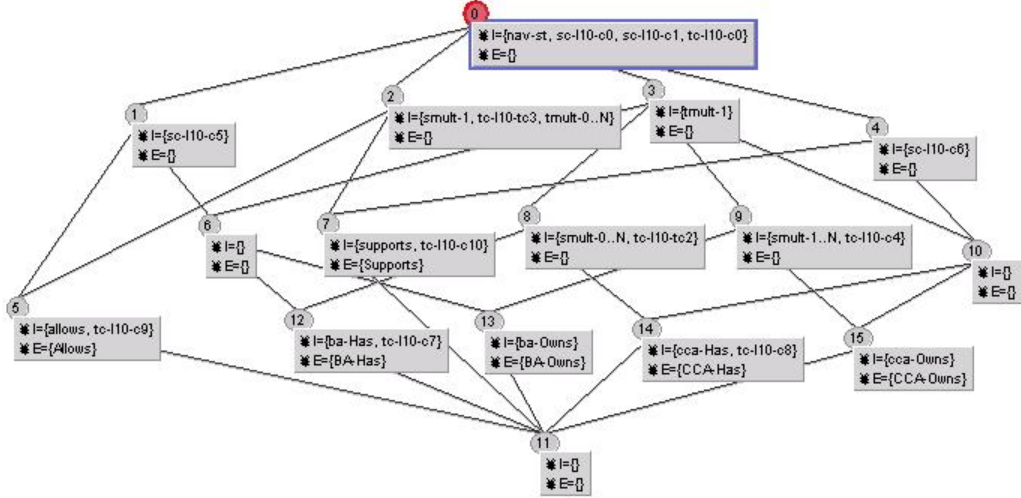 0
I={nav-st, sc-l10-c0, sc-l10-c1, tc-l10-c0}
E={}
1
I={sc-l10-c5}
E={}
2
I={smult-1, tc-l10-tc3, tmult-0..N}
E={}
3
I={tmult-1}
E={}
4
I={sc-l10-c6}
E={}
5
I={allows, tc-l10-c9}
E={Allows}
6
I={}
E={}
7
I={supports, tc-l10-c10}
E={Supports}
8
I={smult-0..N, tc-l10-tc2}
E={}
9
I={smult-1..N, tc-l10-c4}
E={}
10
I={}
E={}
12
I={ba-Has, tc-l10-c7}
E={BA-Has}
13
I={ba-Owns}
E={BA-Owns}
14
I={cca-Has, tc-l10-c8}
E={CCA-Has}
15
I={cca-Owns}
E={CCA-Owns}
11
I={}
E={}